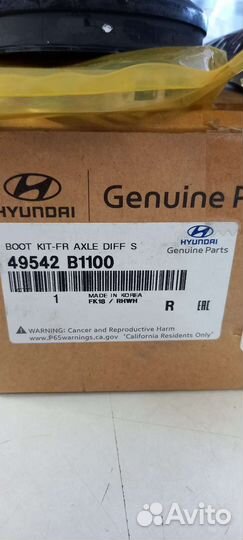 HYUNDAI
Genuine P
BOOT KIT-FR AXLE DIFF S
49542 B1100
HYUNDAI
Genuine Parts
1
MADE IN KOREA
FK18 / RHWH
R
EAC
WARNING: Cancer and Reproductive Harm
www.P65warnings.ca.gov 'California Residents Only'
Avito